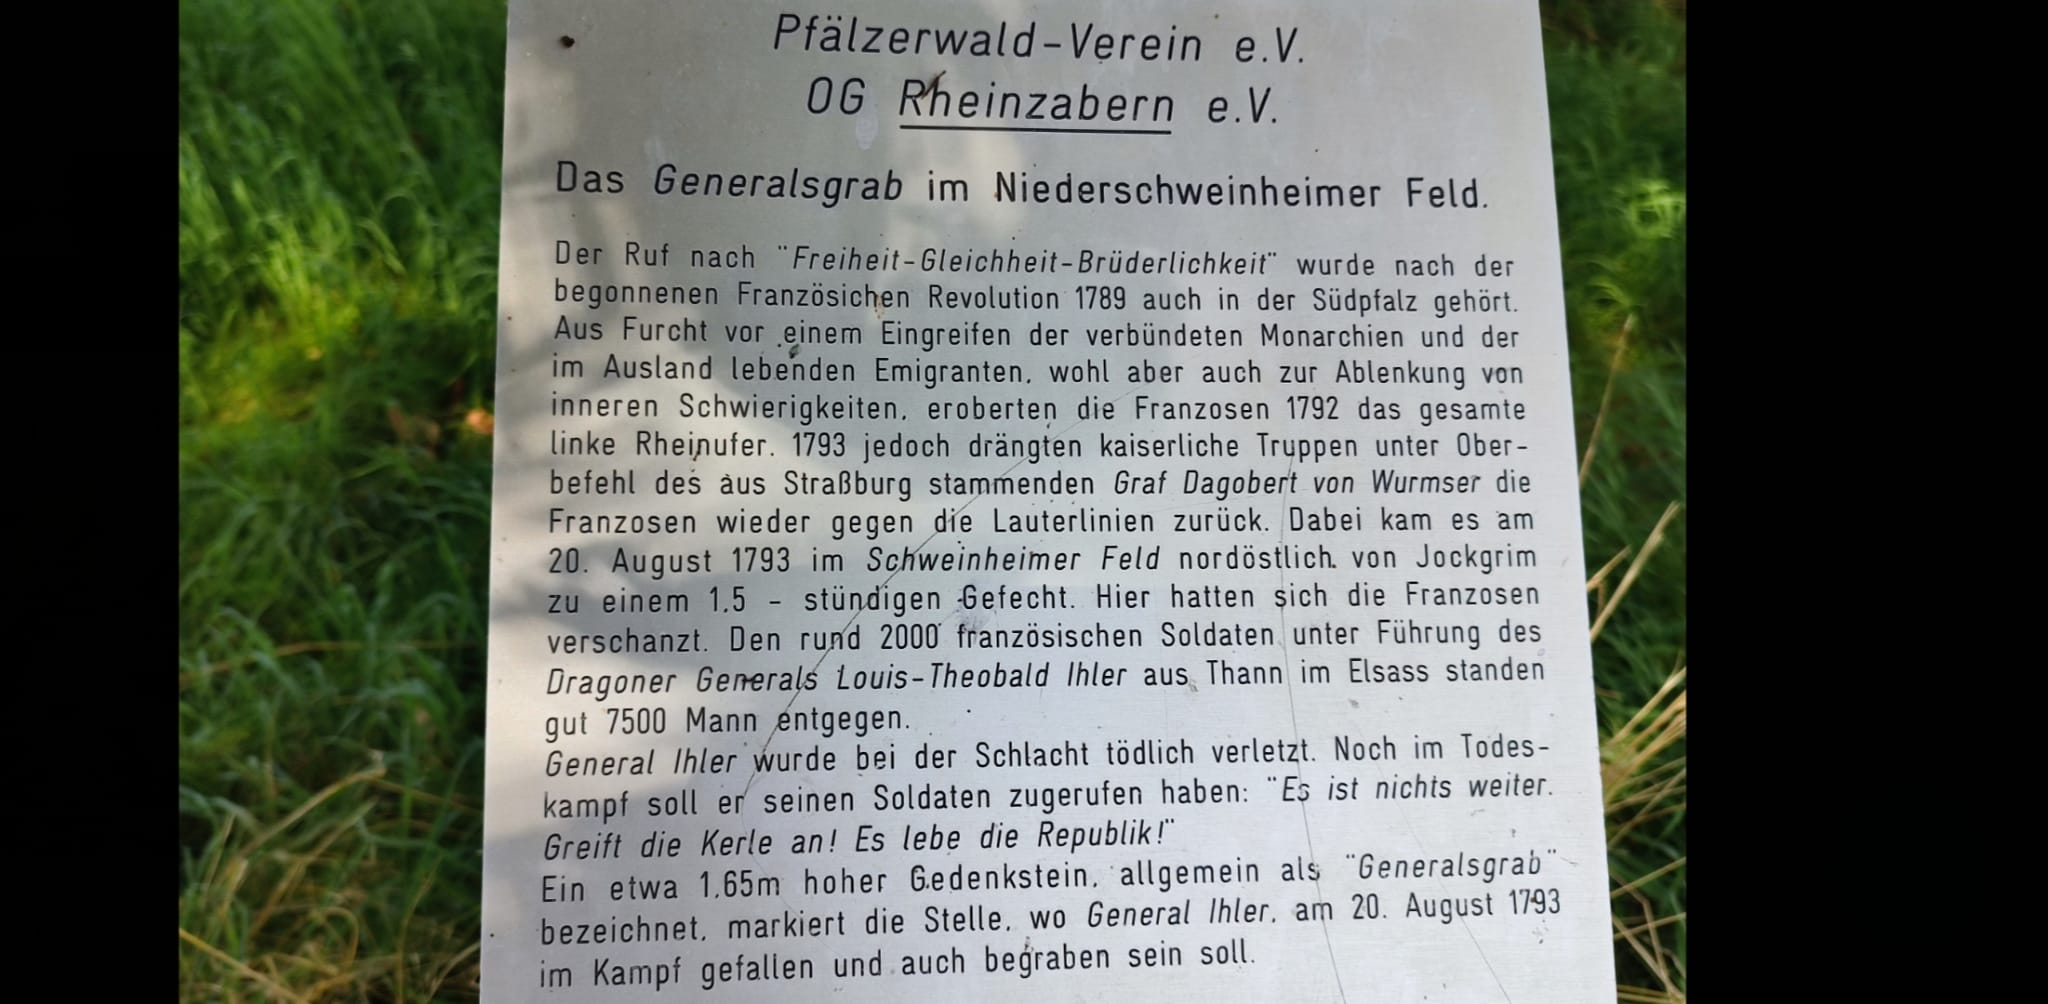 Pfälzerwald-Verein e.V.
OG Rheinzabern e.V.
Das Generalsgrab im Niederschweinheimer Feld.
Der Ruf nach "Freiheit-Gleichheit-Brüderlichkeit" wurde nach der
begonnenen Französichen Revolution 1789 auch in der Südpfalz gehört.
Aus Furcht vor einem Eingreifen der verbündeten Monarchien und der
im Ausland lebenden Emigranten, wohl aber auch zur Ablenkung von
inneren Schwierigkeiten, eroberten die Franzosen 1792 das gesamte
linke Rheinufer. 1793 jedoch drängten kaiserliche Truppen unter Ober-
befehl des aus Straßburg stammenden Graf Dagobert von Wurmser die
Franzosen wieder gegen die Lauterlinien zurück. Dabei kam es am
20. August 1793 im Schweinheimer Feld nordöstlich von Jockgrim
zu einem 1,5 - stündigen Gefecht. Hier hatten sich die Franzosen
verschanzt. Den rund 2000 französischen Soldaten unter Führung des
Dragoner Generals Louis-Theobald Ihler aus Thann im Elsass standen
gut 7500 Mann entgegen.
General Ihler wurde bei der Schlacht tödlich verletzt. Noch im Todes-
kampf soll er seinen Soldaten zugerufen haben: "Es ist nichts weiter.
Greift die Kerle an! Es lebe die Republik!"
Ein etwa 1,65m hoher Gedenkstein, allgemein als "Generalsgrab"
bezeichnet, markiert die Stelle, wo General Ihler, am 20. August 1793
im Kampf gefallen und auch begraben sein soll.